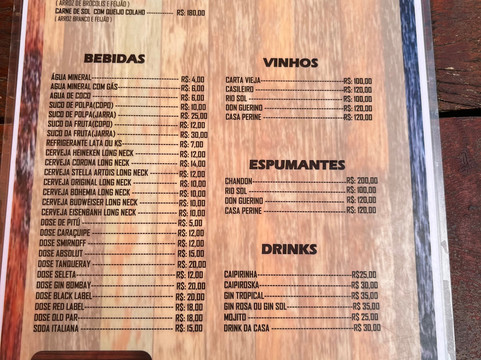 ( ARROZ DE BRÓCOLIS E FEIJÃO )
CARNE DE SOL COM QUEIJO COLAHO ---- R$: 180,00
( ARROZ BRANCO E FEIJÃO )
BEBIDAS
ÁGUA MINERAL ---- R$: 4,00
AGUA MINERAL COM GÁS ---- R$: 6,00
AGUA DE COCO ---- R$: 6,00
SUCO DE POLPA(COPO) ---- R$: 10,00
SUCO DE POLPA(JARRA) ---- R$: 25,00
SUCO DA FRUTA(COPO) ---- R$: 12,00
SUCO DA FRUTA(JARRA) ---- R$: 30,00
REFRIGERANTE LATA OU KS ---- R$: 7,00
CERVEJA HEINEKEN LONG NECK ---- R$: 12,00
CERVEJA CORONA LONG NECK ---- R$: 14,00
CERVEJA STELLA ARTOIS LONG NECK ---- R$: 12,00
CERVEJA ORIGINAL LONG NECK ---- R$: 10,00
CERVEJA BOHEMIA LONG NECK ---- R$: 10,00
CERVEJA BUDWEISER LONG NECK ---- R$: 10,00
CERVEJA EISENBANH LONG NECK ---- R$: 10,00
DOSE DE PITÚ ---- R$: 5,00
DOSE CARAÇUIPE ---- R$: 12,00
DOSE SMIRNOFF ---- R$: 12,00
DOSE ABSOLUT ---- R$: 15,00
DOSE TANQUERAY ---- R$: 20,00
DOSE SELETA ---- R$: 12,00
DOSE GIN BOMBAY ---- R$: 20,00
DOSE BLACK LABEL ---- R$: 20,00
DOSE RED LABEL ---- R$: 18,00
DOSE OLD PAR ---- R$: 18,00
SODA ITALIANA ---- R$: 15,00
VINHOS
CARTA VIEJA ---- R$: 100,00
CASILEIRO ---- R$: 120,00
RIO SOL ---- R$: 100,00
DON GUERINO ---- R$: 120,00
CASA PERINE ---- R$: 120,00
ESPUMANTES
CHANDON ---- R$: 200,00
RIO SOL ---- R$: 100,00
DON GUERINO ---- R$: 120,00
CASA PERINE ---- R$: 120,00
DRINKS
CAIPIRINHA ---- R$25,00
CAIPIROSKA ---- R$: 30,00
GIN TROPICAL ---- R$: 35,00
GIN ROSA OU GIN SOL ---- R$: 35,00
MOJITO ---- R$: 25,00
DRINK DA CASA ---- R$: 30,00